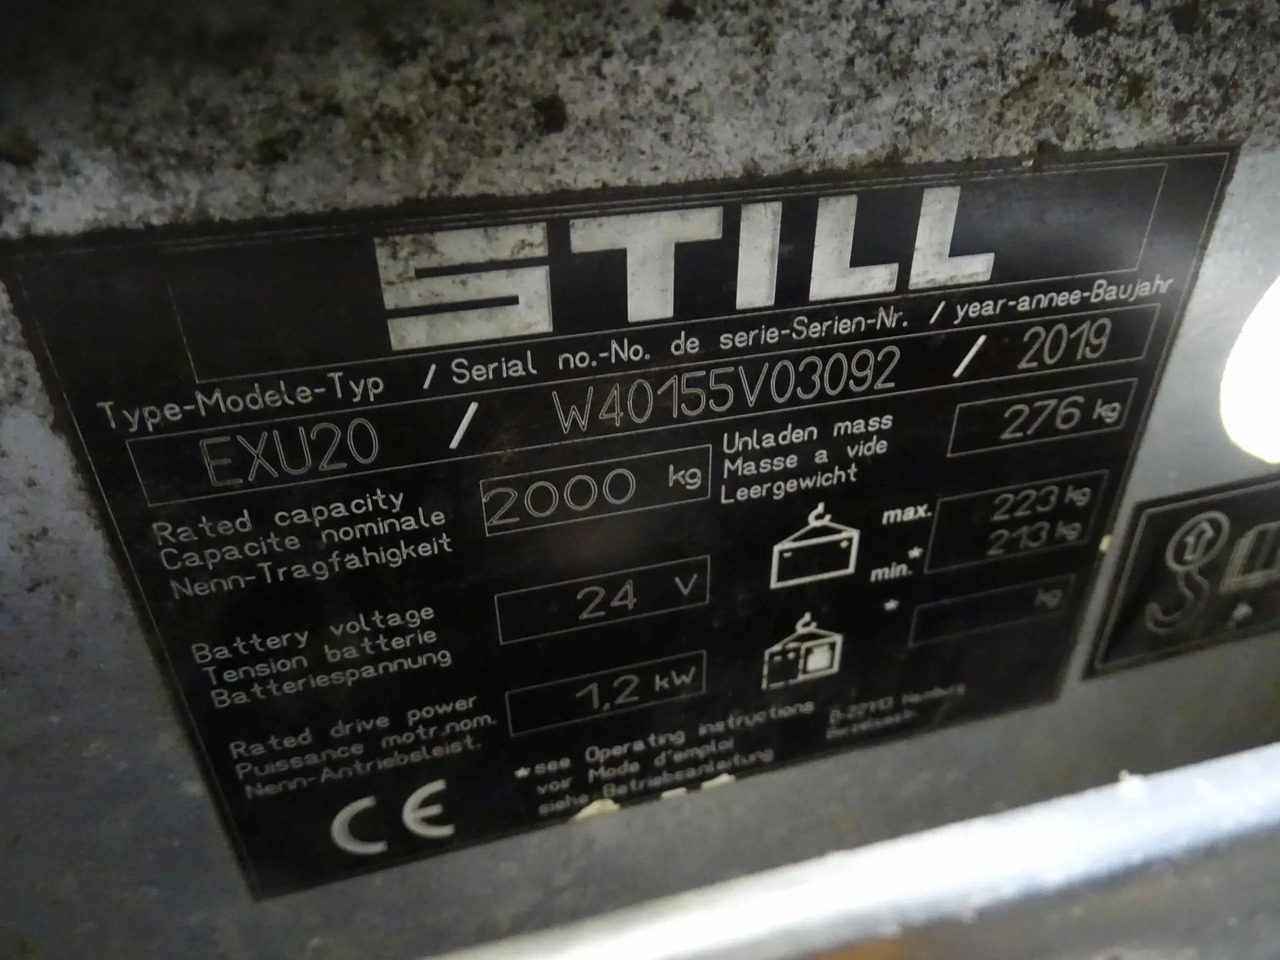 STILL
Type-Modele-Typ / Serial no.-No. de serie-Serien-Nr. / year-annee-Baujahr
EXU20 / W40155V03092 / 2019
Rated capacity
Capacite nominale
Nenn-Tragfähigkeit
2000 kg
Unladen mass
Masse a vide
Leergewicht
276 kg
max. 223 kg
min.* 213 kg
Battery voltage
Tension batterie
Batteriespannung
24 V
* kg
Rated drive power
Puissance motr.nom.
Nenn-Antriebsleist.
1,2 kW
*see Operating instructions
voir Mode d'emploi
siehe Betriebsanleitung
D-22113 Hamburg
CE